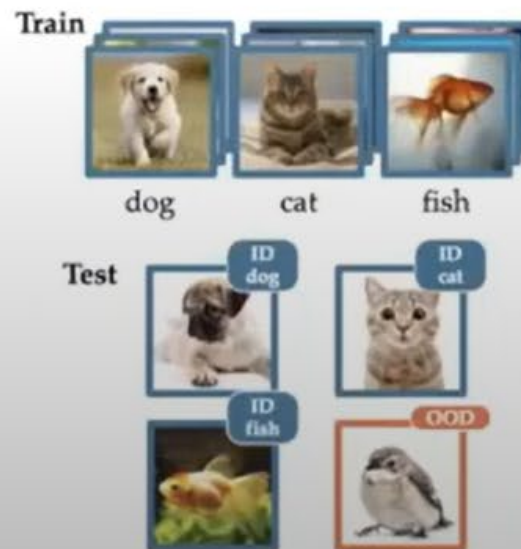 Train
dog
cat
fish
Test
ID
dog
ID
cat
ID
fish
OOD